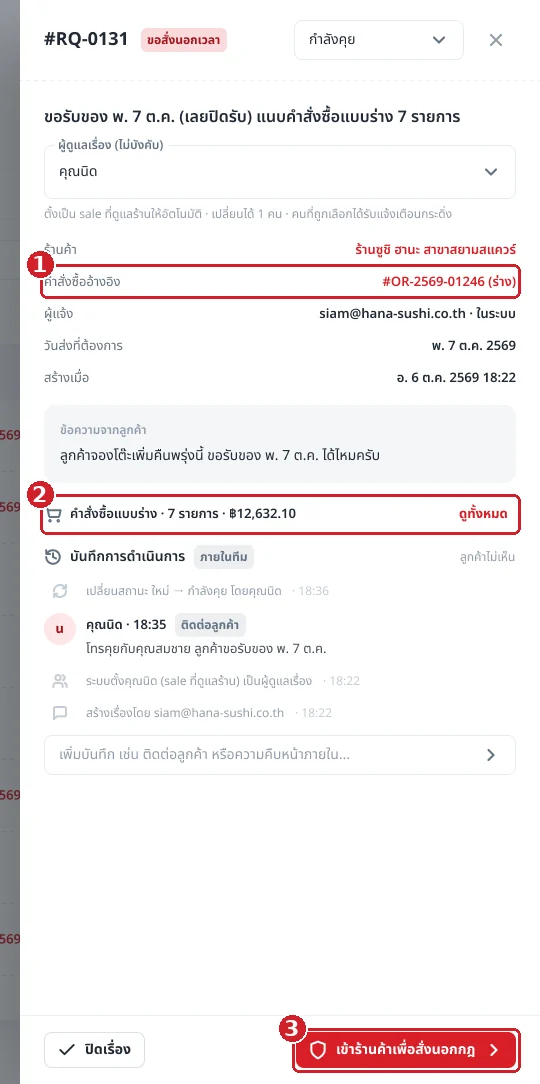 #RQ-0131 ขอสั่งนอกเวลา กำลังคุย
ขอรับของ พ. 7 ต.ค. (เลยปิดรับ) แนบคำสั่งซื้อแบบร่าง 7 รายการ
ผู้ดูแลเรื่อง (ไม่บังคับ)
คุณนิด
ตั้งเป็น sale ที่ดูแลร้านให้อัตโนมัติ · เปลี่ยนได้ 1 คน · คนที่ถูกเลือกได้รับแจ้งเตือนกระดิ่ง
ร้านค้า ร้านซูชิ ฮานะ สาขาสยามสแควร์
1
คำสั่งซื้ออ้างอิง #OR-2569-01246 (ร่าง)
ผู้แจ้ง siam@hana-sushi.co.th · ในระบบ
วันส่งที่ต้องการ พ. 7 ต.ค. 2569
สร้างเมื่อ อ. 6 ต.ค. 2569 18:22
ข้อความจากลูกค้า
ลูกค้าจองโต๊ะเพิ่มคืนพรุ่งนี้ ขอรับของ พ. 7 ต.ค. ได้ไหมครับ
2
คำสั่งซื้อแบบร่าง · 7 รายการ · ฿12,632.10 ดูทั้งหมด
บันทึกการดำเนินการ ภายในทีม ลูกค้าไม่เห็น
เปลี่ยนสถานะ ใหม่ → กำลังคุย โดยคุณนิด · 18:36
น คุณนิด · 18:35 ติดต่อลูกค้า
โทรคุยกับคุณสมชาย ลูกค้าขอรับของ พ. 7 ต.ค.
ระบบตั้งคุณนิด (sale ที่ดูแลร้าน) เป็นผู้ดูแลเรื่อง · 18:22
สร้างเรื่องโดย siam@hana-sushi.co.th · 18:22
เพิ่มบันทึก เช่น ติดต่อลูกค้า หรือความคืบหน้าภายใน...
569
569
569
569
3
ปิดเรื่อง เข้าร้านค้าเพื่อสั่งนอกกฎ